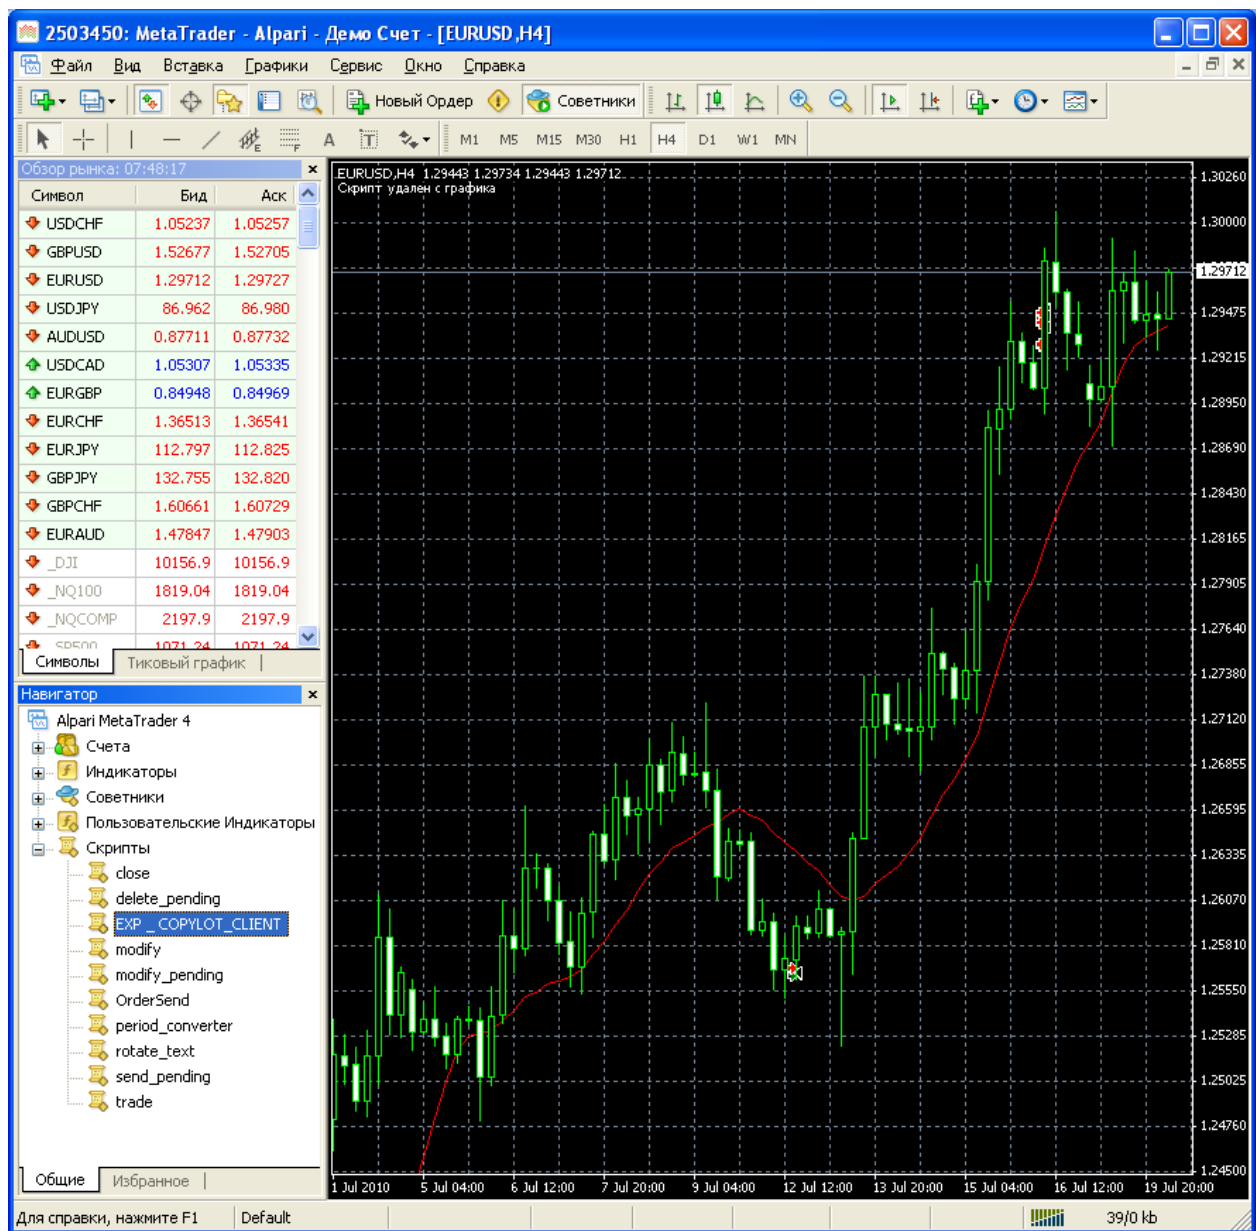 2503450: MetaTrader - Alpari - Демо Счет - [EURUSD,H4]
Файл Вид Вставка Графики Сервис Окно Справка
Новый Ордер Советники
E F A T M1 M5 M15 M30 H1 H4 D1 W1 MN
Обзор рынка: 07:48:17
Символ Бид Аск
USDCHF 1.05237 1.05257
GBPUSD 1.52677 1.52705
EURUSD 1.29712 1.29727
USDJPY 86.962 86.980
AUDUSD 0.87711 0.87732
USDCAD 1.05307 1.05335
EURGBP 0.84948 0.84969
EURCHF 1.36513 1.36541
EURJPY 112.797 112.825
GBPJPY 132.755 132.820
GBPCHF 1.60661 1.60729
EURAUD 1.47847 1.47903
_DJI 10156.9 10156.9
_NQ100 1819.04 1819.04
_NQCOMP 2197.9 2197.9
_SP500 1071.24 1071.24
Символы Тиковый график
Навигатор
Alpari MetaTrader 4
Счета
Индикаторы
Советники
Пользовательские Индикаторы
Скрипты
close
delete_pending
EXP _ COPYLOT_CLIENT
modify
modify_pending
OrderSend
period_converter
rotate_text
send_pending
trade
Общие Избранное
EURUSD,H4 1.29443 1.29734 1.29443 1.29712
Скрипт удален с графика
1.30260
1.30000
1.29712
1.29475
1.29215
1.28950
1.28690
1.28430
1.28165
1.27905
1.27640
1.27380
1.27120
1.26855
1.26595
1.26335
1.26070
1.25810
1.25550
1.25285
1.25025
1.24760
1.24500
1 Jul 2010 5 Jul 04:00 6 Jul 12:00 7 Jul 20:00 9 Jul 04:00 12 Jul 12:00 13 Jul 20:00 15 Jul 04:00 16 Jul 12:00 19 Jul 20:00
Для справки, нажмите F1 Default 39/0 kb